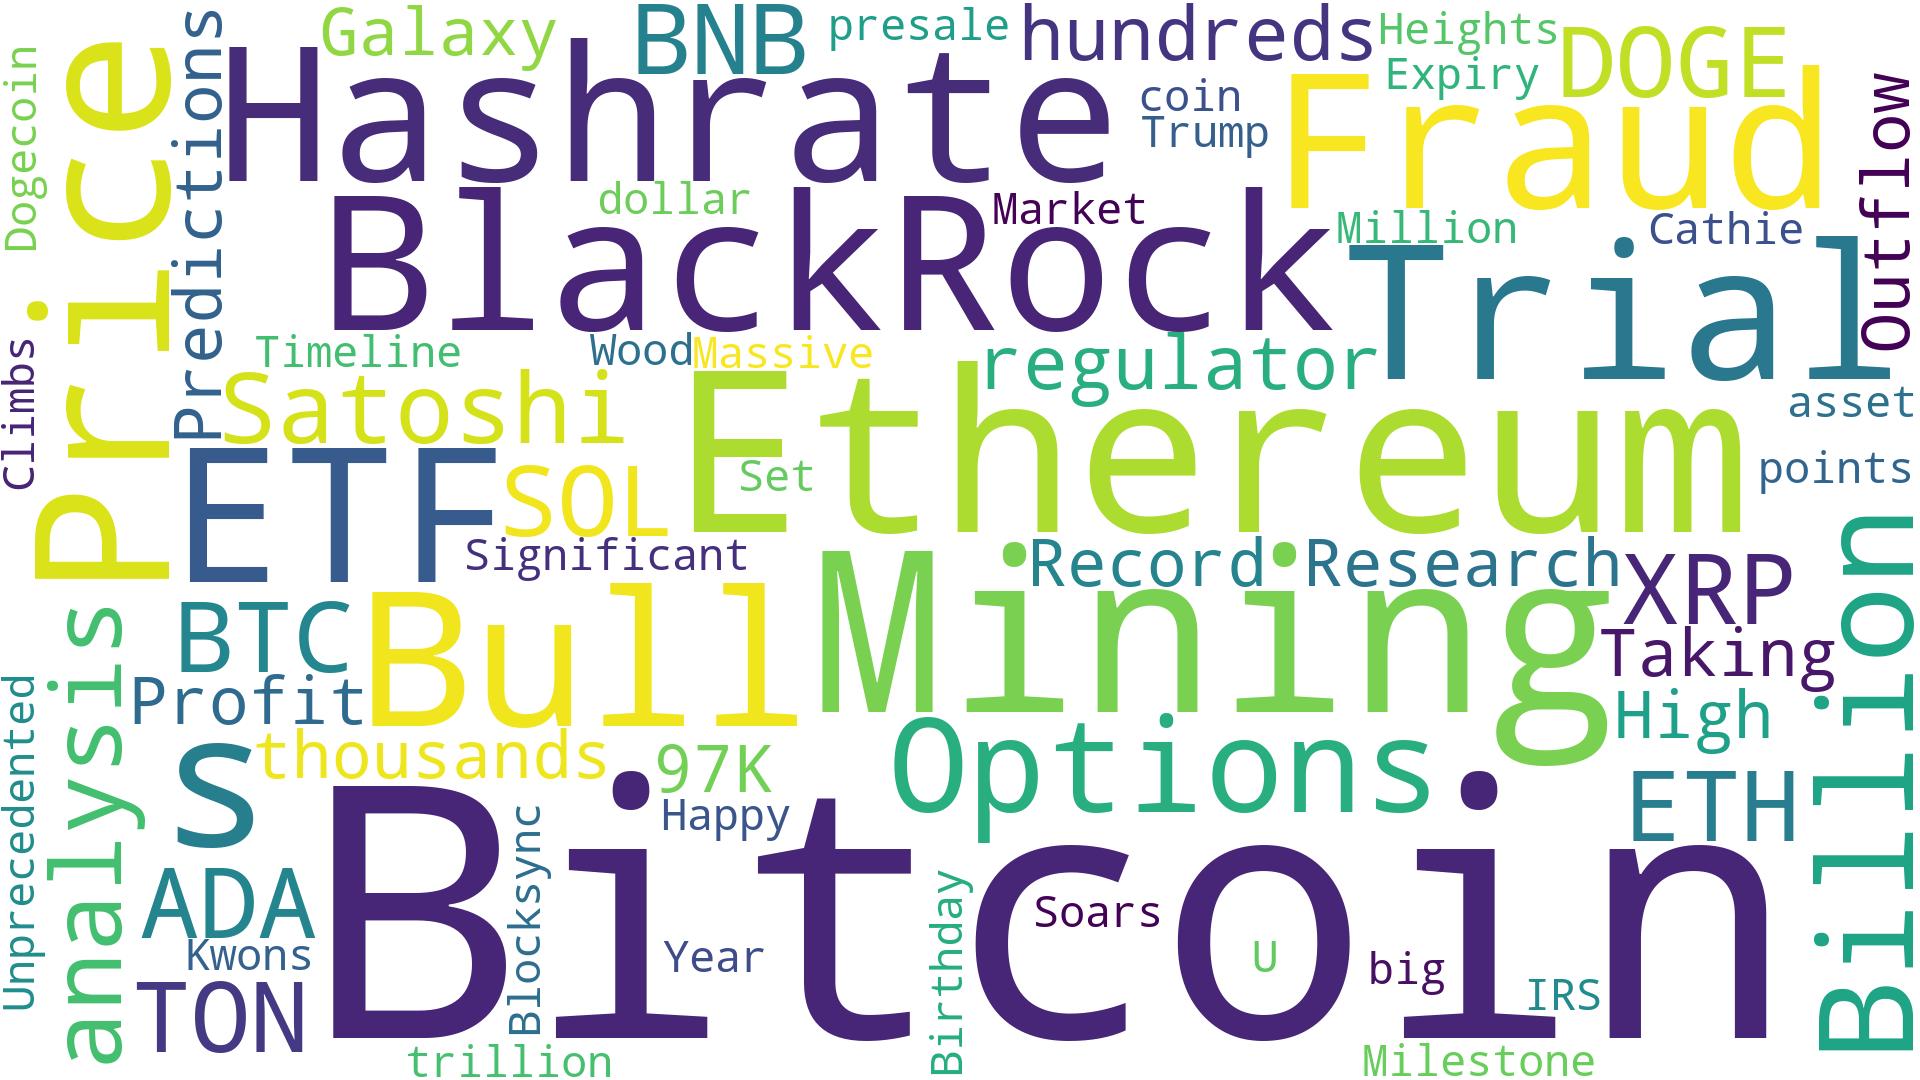 Galaxy
BNB
presale
hundreds
Heights
DOGE
Expiry
Hashrate
coin
Trump
Fraud
Dogecoin
Price
Predictions
Outflow
dollar
BlackRock
Market
Million
Cathie
Trial
Timeline
Wood
Massive
regulator
Climbs
Satoshi
Ethereum
asset
Set
points
ETF
SOL
Significant
Record
Research
XRP
Billion
analysis
BTC
Bull
Mining
Taking
Profit
High
Unprecedented
s
thousands
97K
Options
ETH
Happy
Bitcoin
Blocksync
ADA
Birthday
Soars
Kwons
Year
U
big
IRS
TON
trillion
Milestone